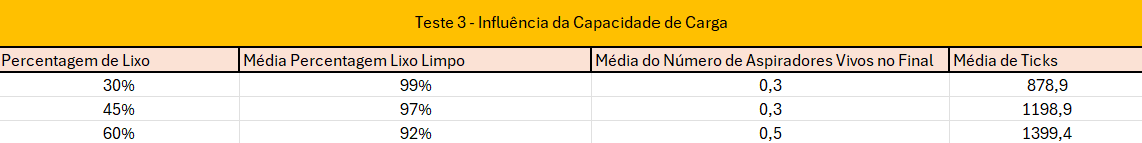 Teste 3 - Influência da Capacidade de Carga
Percentagem de Lixo Média Percentagem Lixo Limpo Média do Número de Aspiradores Vivos no Final Média de Ticks
30% 99% 0,3 878,9
45% 97% 0,3 1198,9
60% 92% 0,5 1399,4